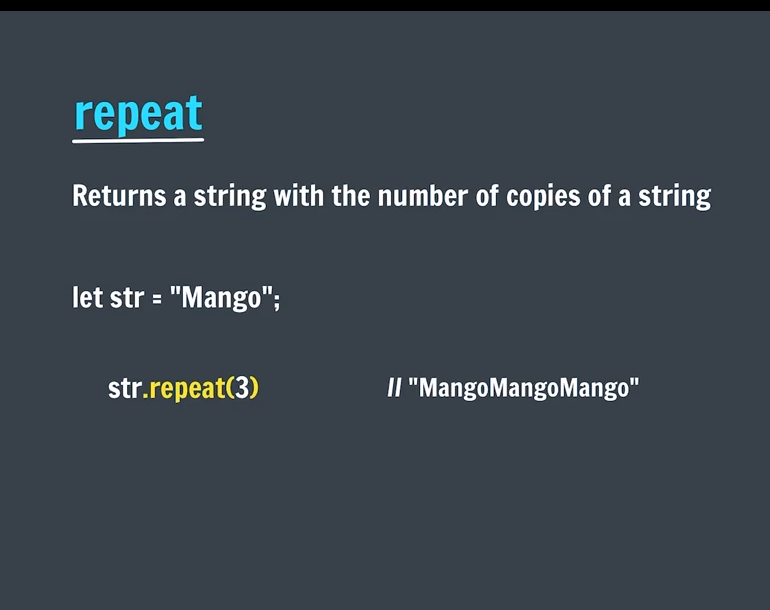 repeat
Returns a string with the number of copies of a string
let str = "Mango";
str.repeat(3) // "MangoMangoMango"